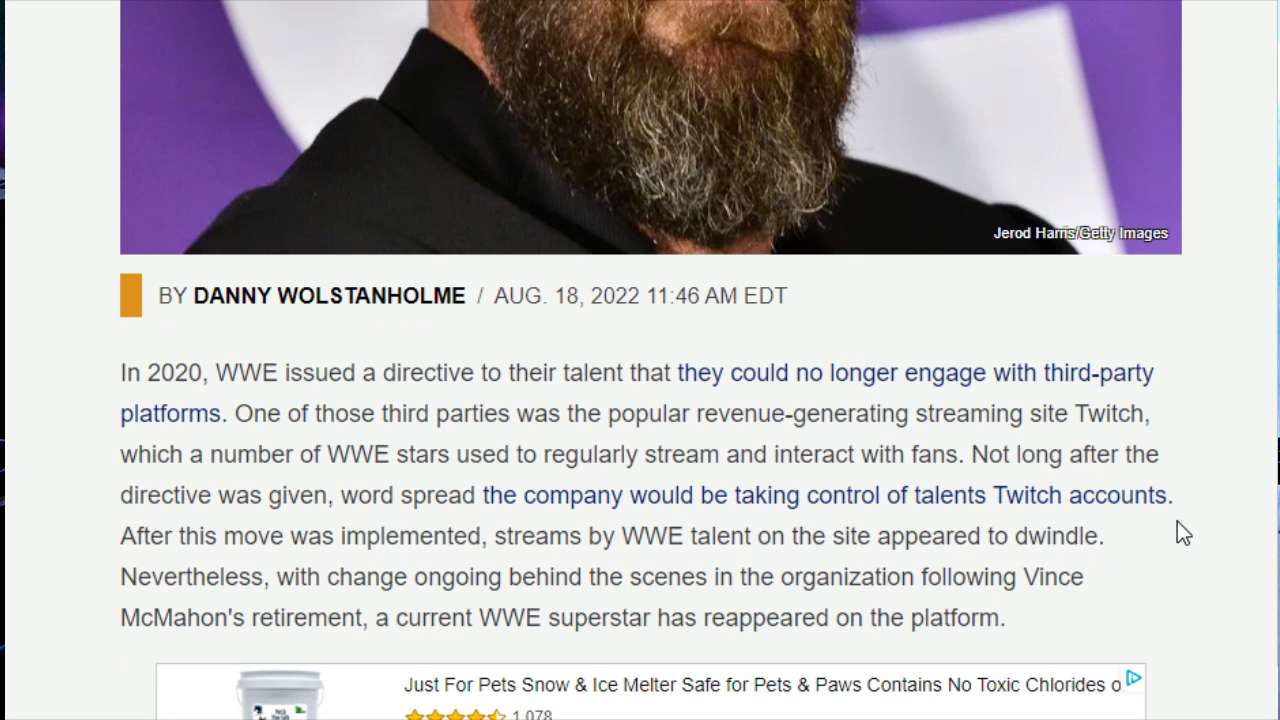 Jerod Harris/Getty Images
BY DANNY WOLSTANHOLME / AUG. 18, 2022 11:46 AM EDT
In 2020, WWE issued a directive to their talent that they could no longer engage with third-party
platforms. One of those third parties was the popular revenue-generating streaming site Twitch,
which a number of WWE stars used to regularly stream and interact with fans. Not long after the
directive was given, word spread the company would be taking control of talents Twitch accounts.
After this move was implemented, streams by WWE talent on the site appeared to dwindle.
Nevertheless, with change ongoing behind the scenes in the organization following Vince
McMahon's retirement, a current WWE superstar has reappeared on the platform.
Just For Pets Snow & Ice Melter Safe for Pets & Paws Contains No Toxic Chlorides o
1,078